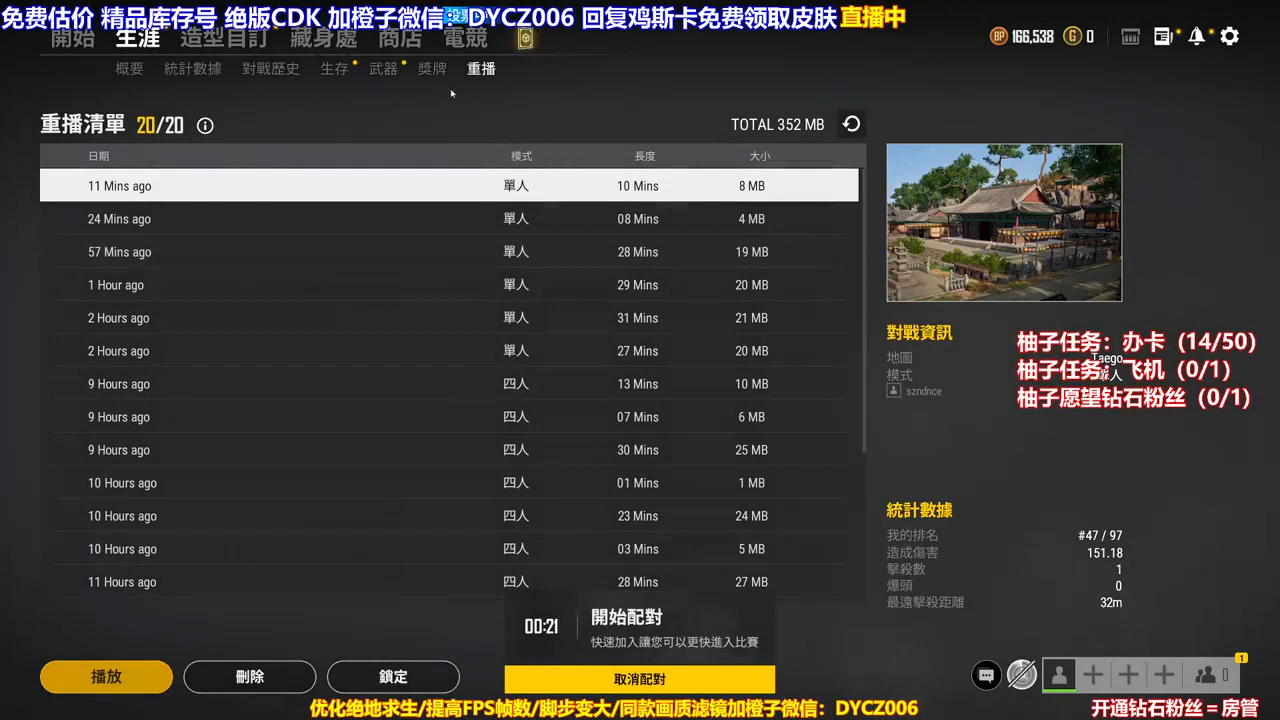 免费估价 精品库存号 绝版CDK 加橙子微信：DYCZ006 回复鸡斯卡免费领取皮肤 直播中
開始 生涯 造型自訂 藏身處 商店 電競
BP 166,538 G 0
概要 統計數據 對戰歷史 生存 武器 獎牌 重播
重播清單 20/20
TOTAL 352 MB
日期 模式 長度 大小
11 Mins ago 單人 10 Mins 8 MB
24 Mins ago 單人 08 Mins 4 MB
57 Mins ago 單人 28 Mins 19 MB
1 Hour ago 單人 29 Mins 20 MB
2 Hours ago 單人 31 Mins 21 MB
2 Hours ago 單人 27 Mins 20 MB
9 Hours ago 四人 13 Mins 10 MB
9 Hours ago 四人 07 Mins 6 MB
9 Hours ago 四人 30 Mins 25 MB
10 Hours ago 四人 01 Mins 1 MB
10 Hours ago 四人 23 Mins 24 MB
10 Hours ago 四人 03 Mins 5 MB
11 Hours ago 四人 28 Mins 27 MB
對戰資訊
柚子任务：办卡（14/50）
地圖 Taego
柚子任务：飞机（0/1）
模式 單人
szndnce
柚子愿望钻石粉丝（0/1）
統計數據
我的排名 #47 / 97
造成傷害 151.18
擊殺數 1
爆頭 0
最遠擊殺距離 32m
00:21 開始配對
快速加入讓您可以更快進入比賽
取消配對
播放 刪除 鎖定
1
0
优化绝地求生/提高FPS帧数/脚步变大/同款画质滤镜加橙子微信：DYCZ006
开通钻石粉丝＝房管